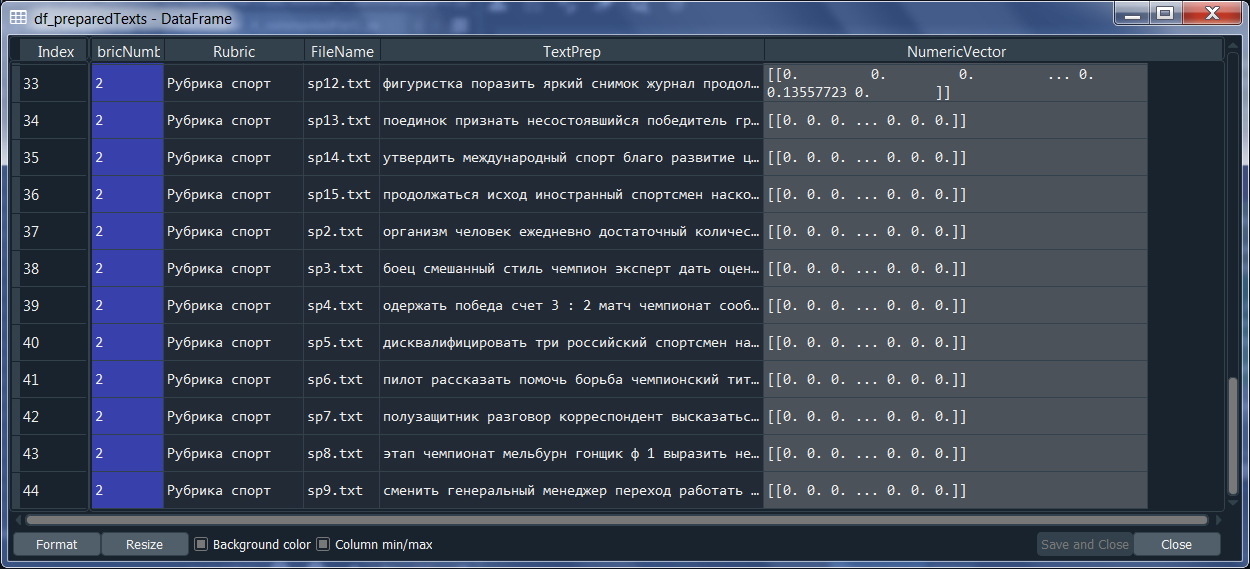 df_preparedTexts - DataFrame
Index bricNumb Rubric FileName TextPrep NumericVector
33 2 Рубрика спорт sp12.txt фигуристка поразить яркий снимок журнал продол… [[0. 0. 0. ... 0.
0.13557723 0. ]]
34 2 Рубрика спорт sp13.txt поединок признать несостоявшийся победитель гр… [[0. 0. 0. ... 0. 0. 0.]]
35 2 Рубрика спорт sp14.txt утвердить международный спорт благо развитие ц… [[0. 0. 0. ... 0. 0. 0.]]
36 2 Рубрика спорт sp15.txt продолжаться исход иностранный спортсмен наско… [[0. 0. 0. ... 0. 0. 0.]]
37 2 Рубрика спорт sp2.txt организм человек ежедневно достаточный количес… [[0. 0. 0. ... 0. 0. 0.]]
38 2 Рубрика спорт sp3.txt боец смешанный стиль чемпион эксперт дать оцен… [[0. 0. 0. ... 0. 0. 0.]]
39 2 Рубрика спорт sp4.txt одержать победа счет 3 : 2 матч чемпионат сооб… [[0. 0. 0. ... 0. 0. 0.]]
40 2 Рубрика спорт sp5.txt дисквалифицировать три российский спортсмен на… [[0. 0. 0. ... 0. 0. 0.]]
41 2 Рубрика спорт sp6.txt пилот рассказать помочь борьба чемпионский тит… [[0. 0. 0. ... 0. 0. 0.]]
42 2 Рубрика спорт sp7.txt полузащитник разговор корреспондент высказатьс… [[0. 0. 0. ... 0. 0. 0.]]
43 2 Рубрика спорт sp8.txt этап чемпионат мельбурн гонщик ф 1 выразить не… [[0. 0. 0. ... 0. 0. 0.]]
44 2 Рубрика спорт sp9.txt сменить генеральный менеджер переход работать … [[0. 0. 0. ... 0. 0. 0.]]
Format Resize Background color Column min/max Save and Close Close